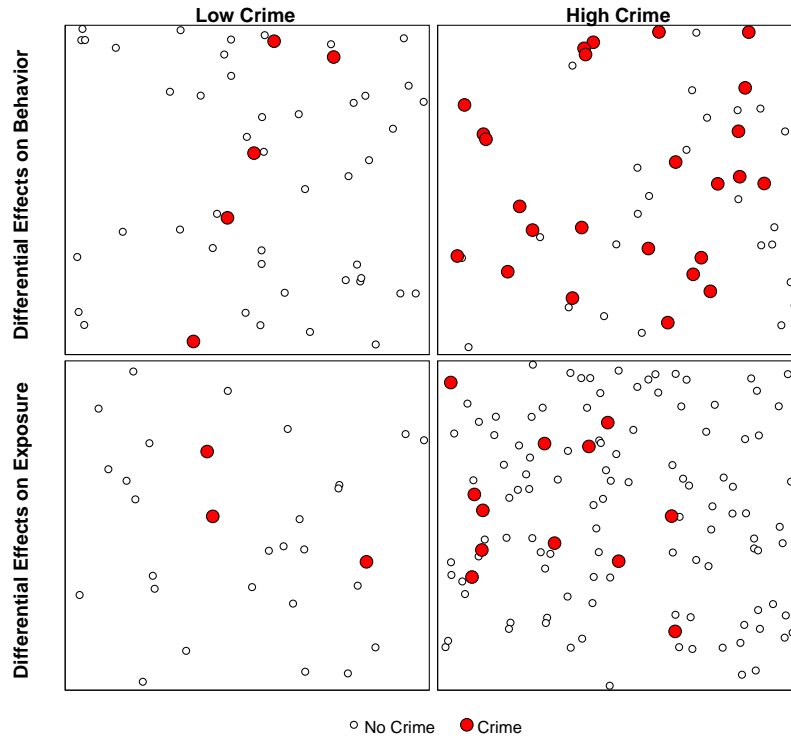 Low Crime
High Crime
Differential Effects on Behavior
Differential Effects on Exposure
No Crime
Crime